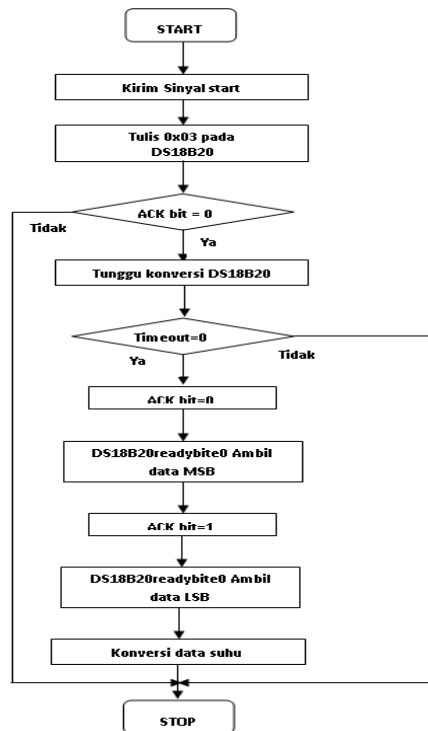 START
Kirim Sinyal start
Tulis 0x03 pada
DS18B20
ACK bit = 0
Tidak
Ya
Tunggu konversi DS18B20
Timeout=0
Ya
Tidak
ACK bit=0
DS18B20readybite0 Ambil
data MSB
ACK bit=1
DS18B20readybite0 Ambil
data LSB
Konversi data suhu
STOP